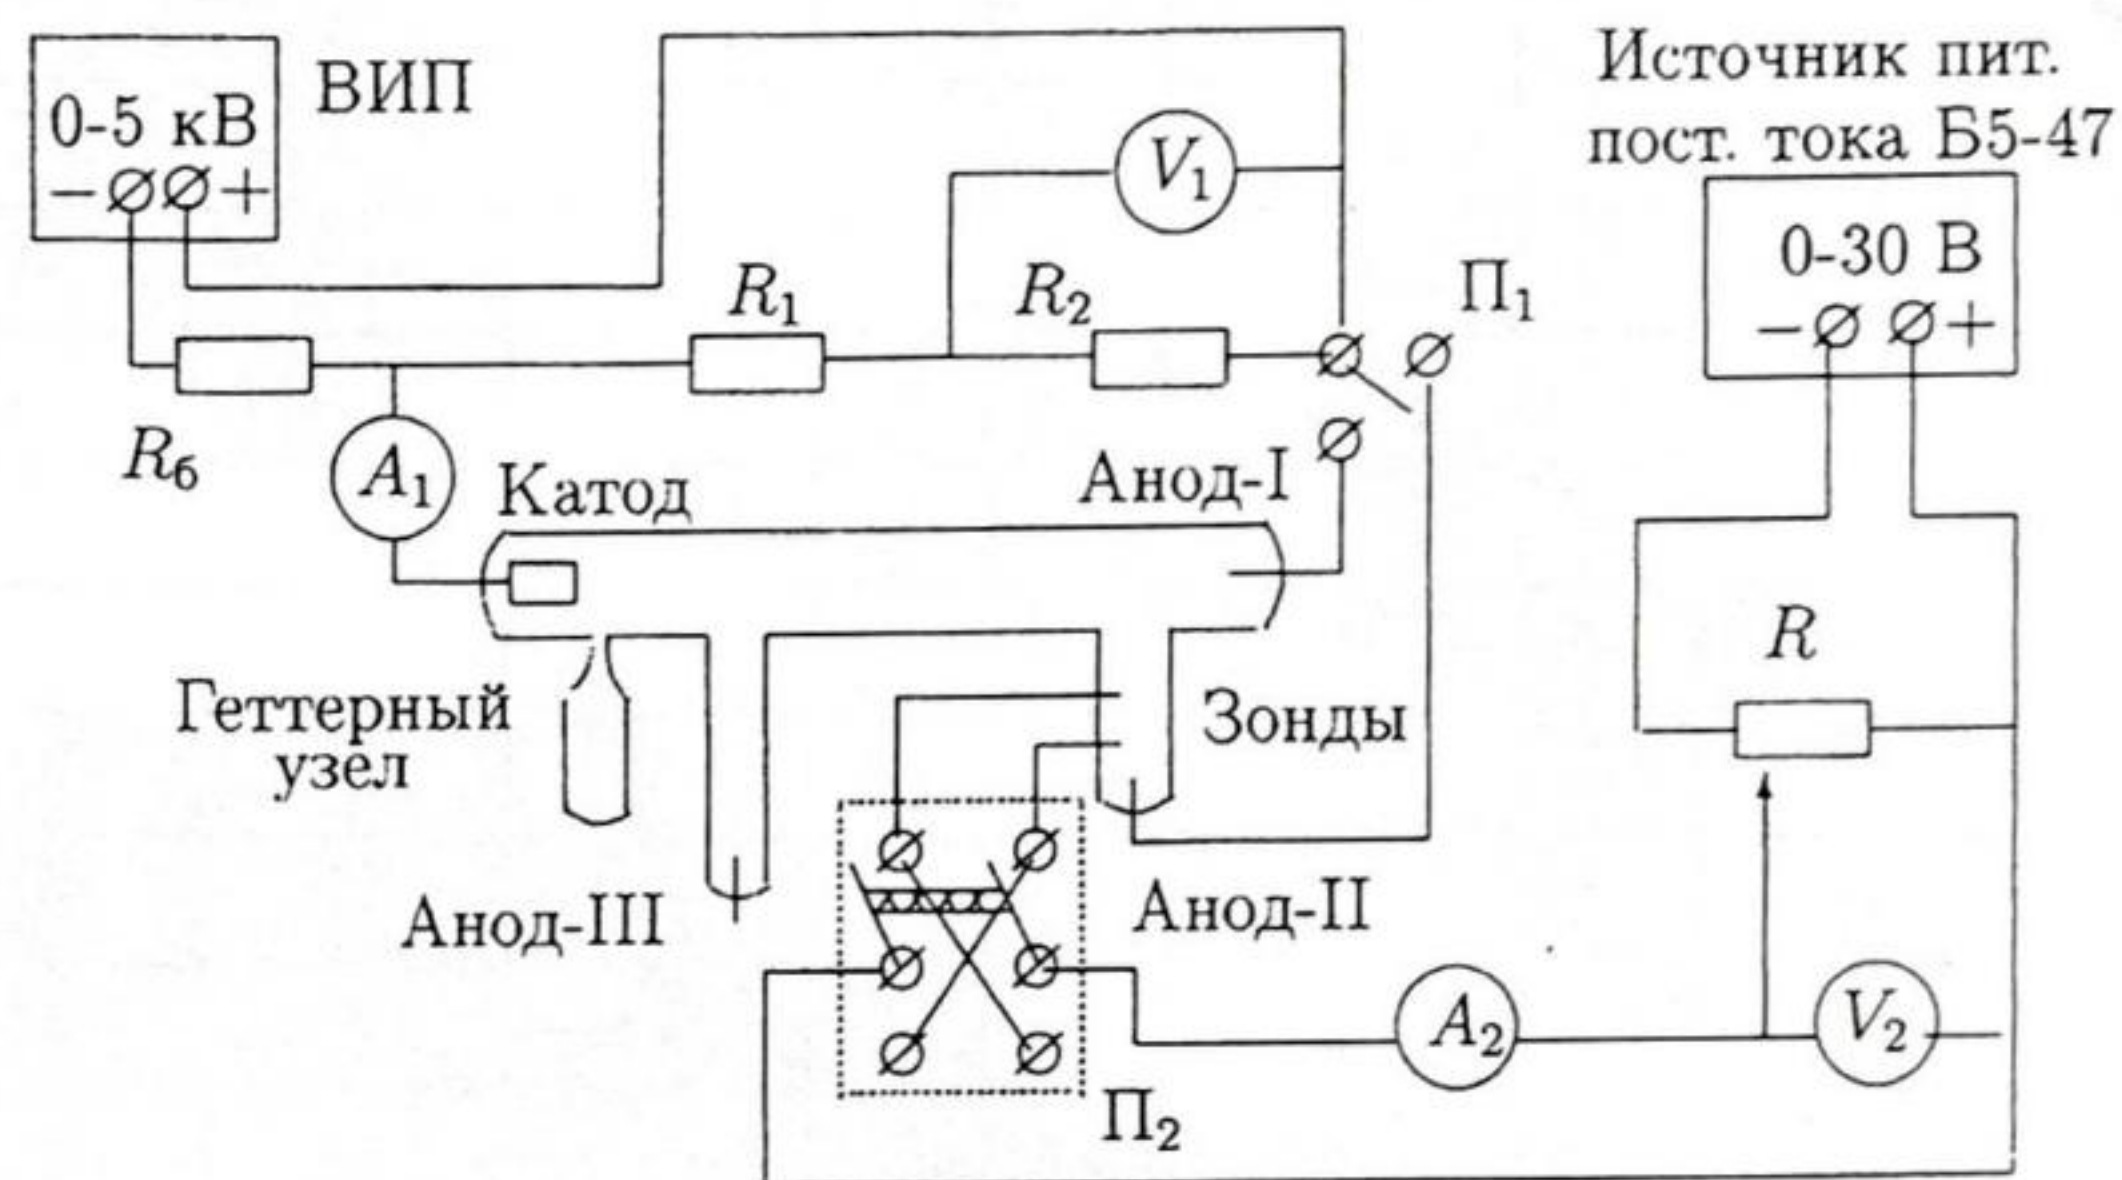 ВИП
0-5 кВ
− +
Источник пит.
пост. тока Б5-47
0-30 В
− +
V₁
R₁
R₂
П₁
Rб
A₁
Катод
Анод-I
R
Геттерный
узел
Зонды
Анод-III
Анод-II
A₂
V₂
П₂